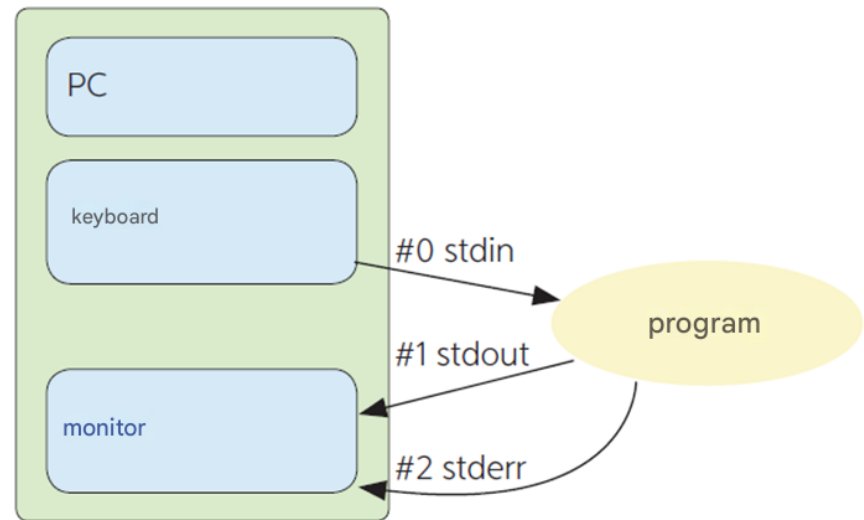 PC
keyboard
#0 stdin
program
#1 stdout
monitor
#2 stderr